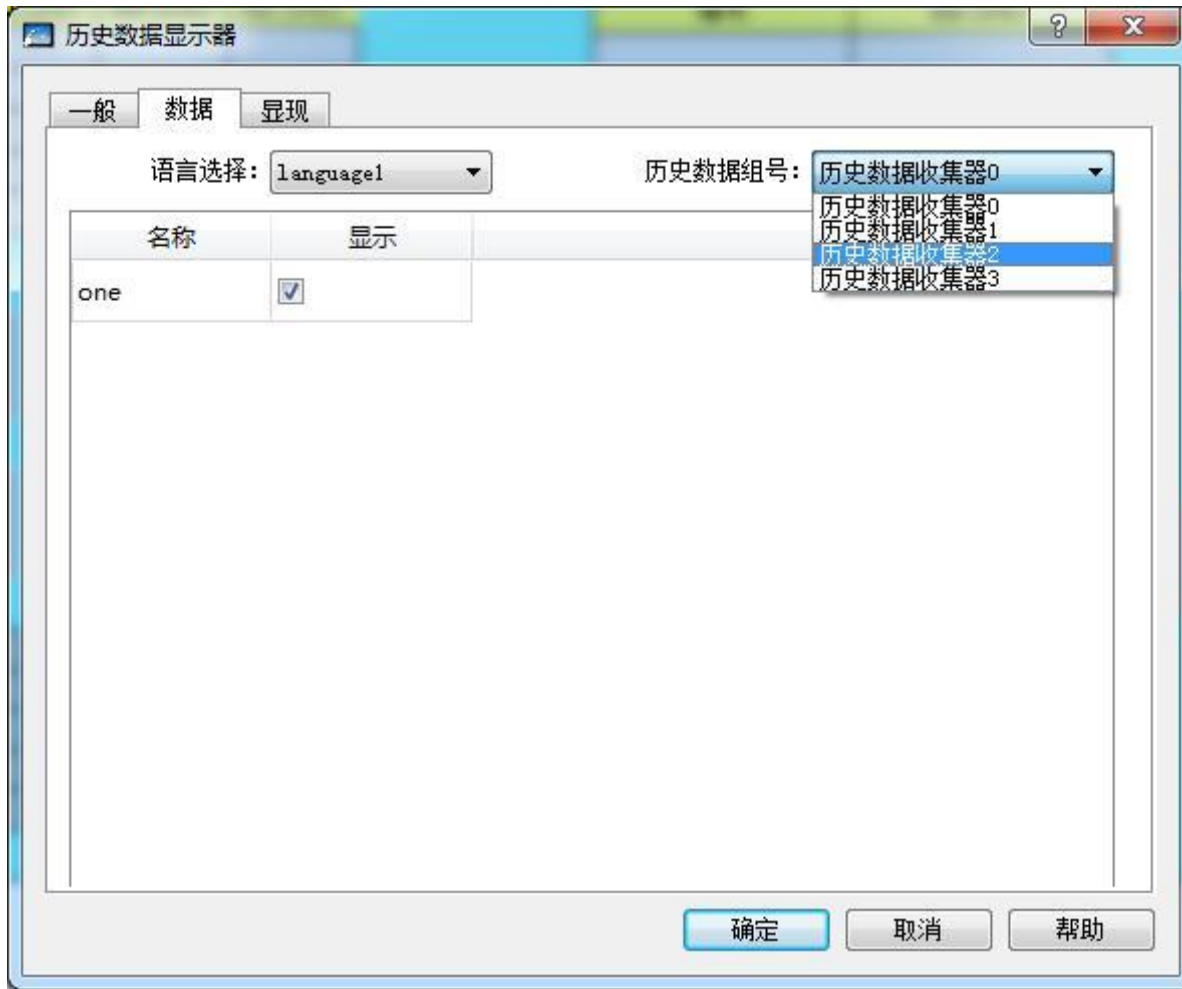 历史数据显示器
一般 数据 显现
语言选择: language1 历史数据组号: 历史数据收集器0
历史数据收集器0
名称 显示 历史数据收集器1
历史数据收集器2
one 历史数据收集器3
确定 取消 帮助